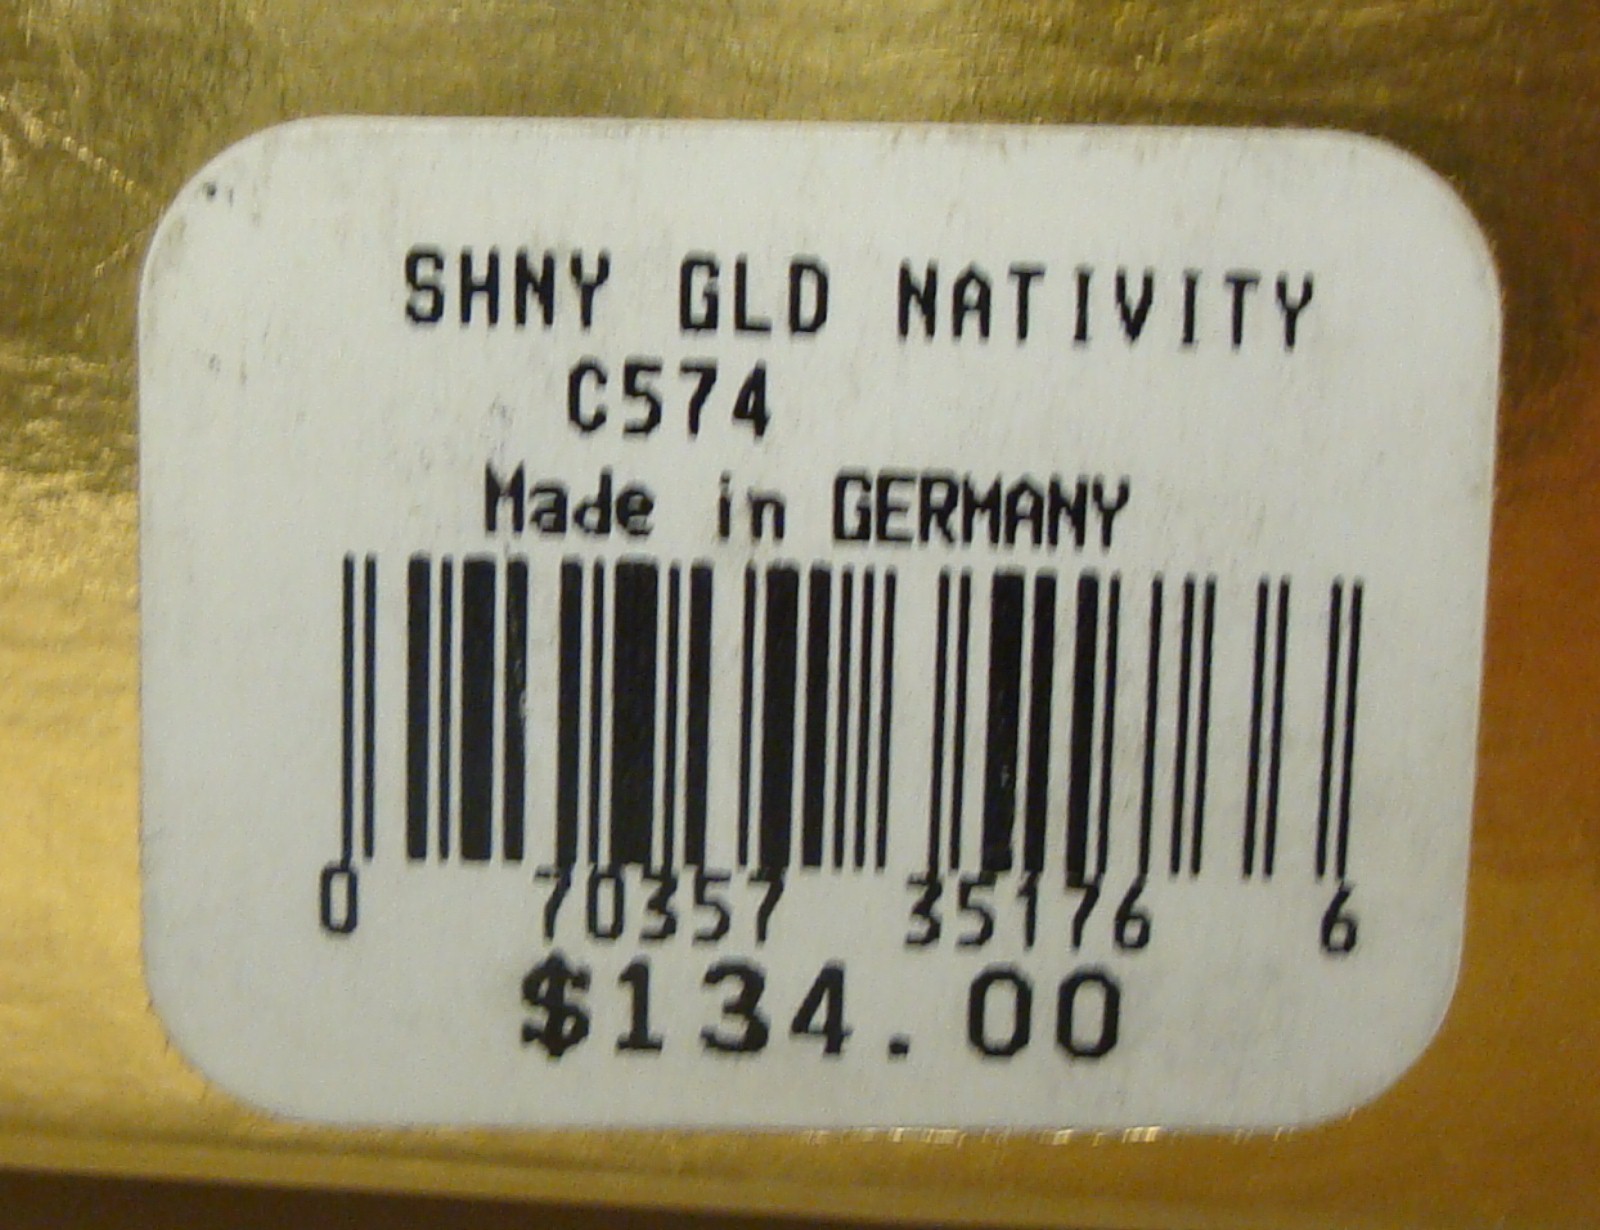 SHNY GLD NATIVITY
C574
Made in GERMANY
0 70357 35176 6
$134.00